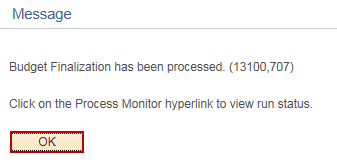 Message
Budget Finalization has been processed. (13100,707)
Click on the Process Monitor hyperlink to view run status.
OK